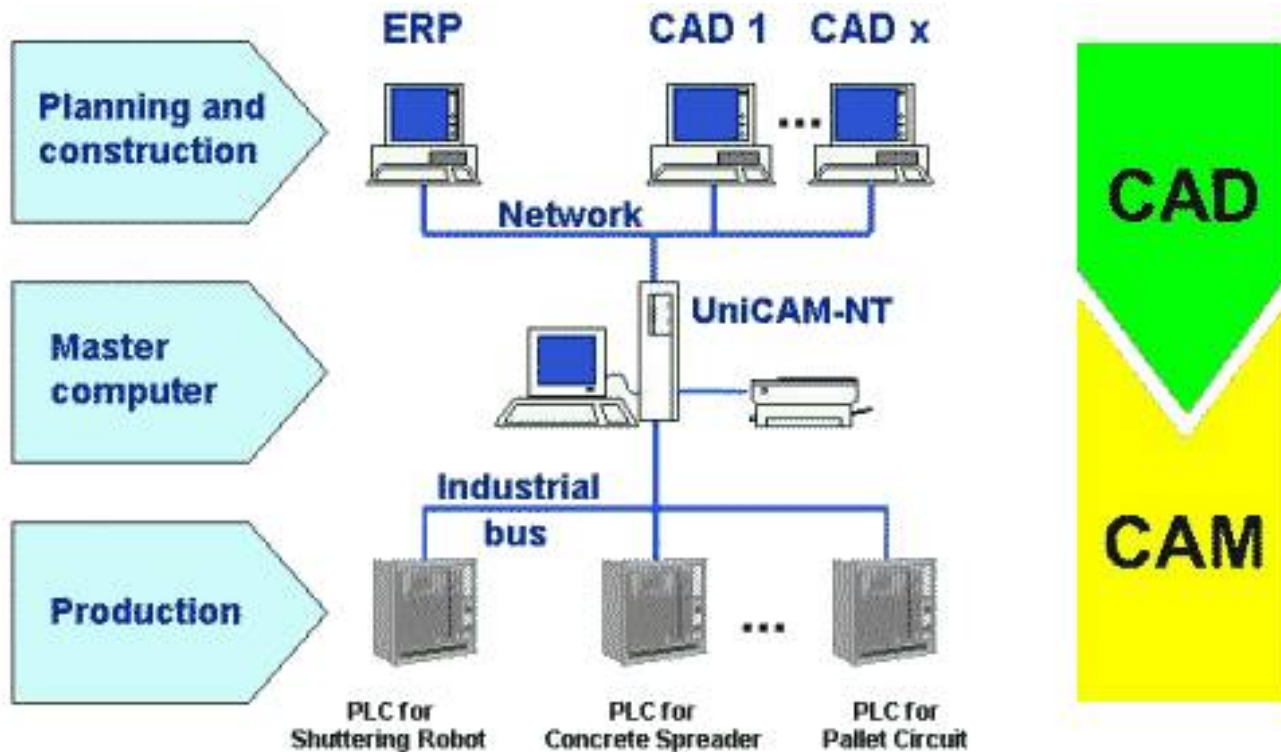 ERP
CAD 1
CAD x
Planning and
construction
CAD
Network
UniCAM-NT
Master
computer
Industrial
bus
CAM
Production
...
...
PLC for
Shuttering Robot
PLC for
Concrete Spreader
PLC for
Pallet Circuit